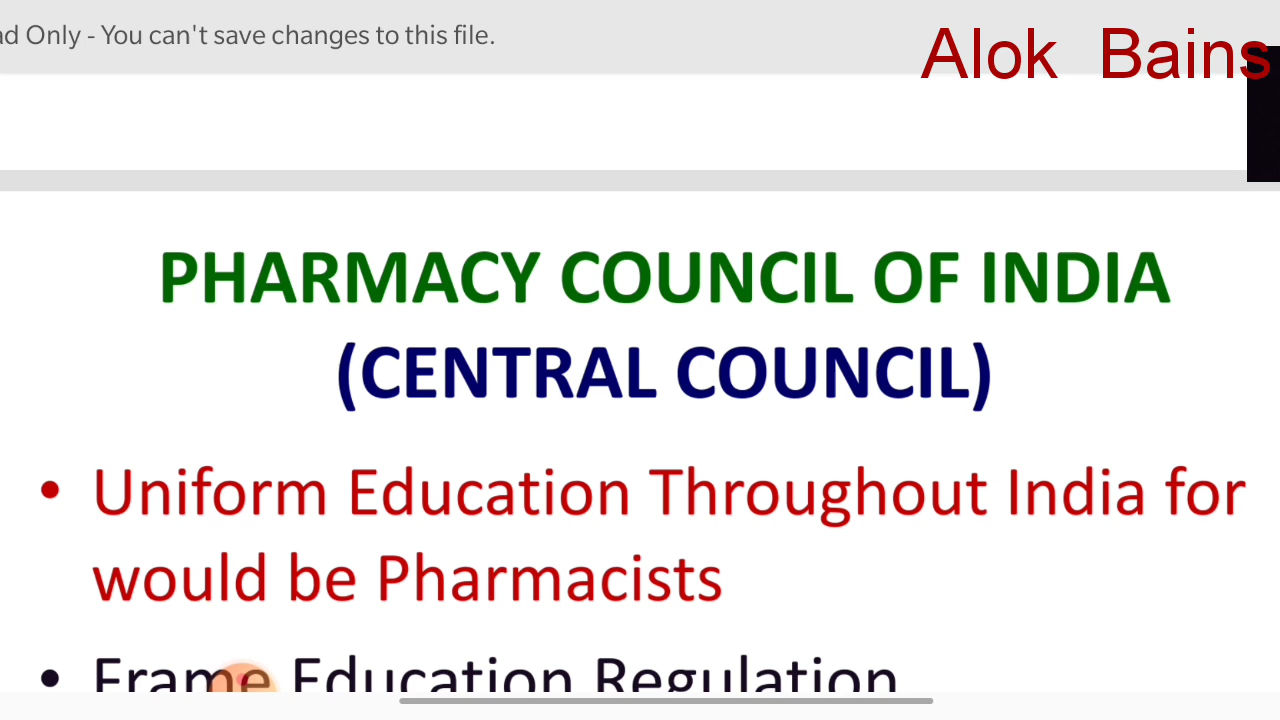 ad Only - You can't save changes to this file.
Alok Bains
PHARMACY COUNCIL OF INDIA
(CENTRAL COUNCIL)
• Uniform Education Throughout India for
would be Pharmacists
• Frame Education Regulation